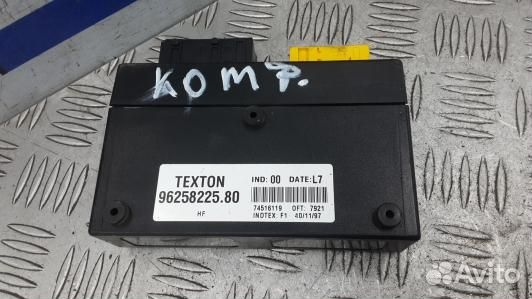 КОМФ.
TEXTON IND: 00 DATE: L7
96258225.80
HF
74516119 OFT: 7921
INDTEX: F1 40/11/97
Avito